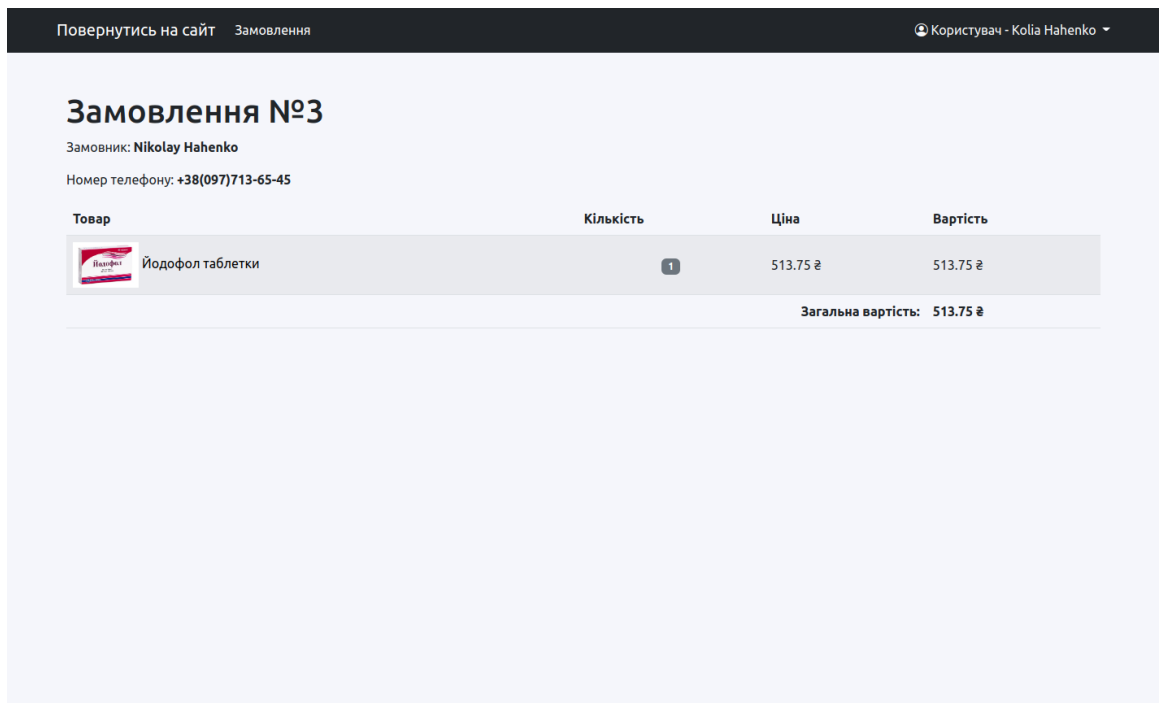 Повернутись на сайт Замовлення Користувач - Kolia Hahenko
Замовлення №3
Замовник: Nikolay Hahenko
Номер телефону: +38(097)713-65-45
Товар Кількість Ціна Вартість
Йодофол
Йодофол таблетки 1 513.75 ₴ 513.75 ₴
Загальна вартість: 513.75 ₴